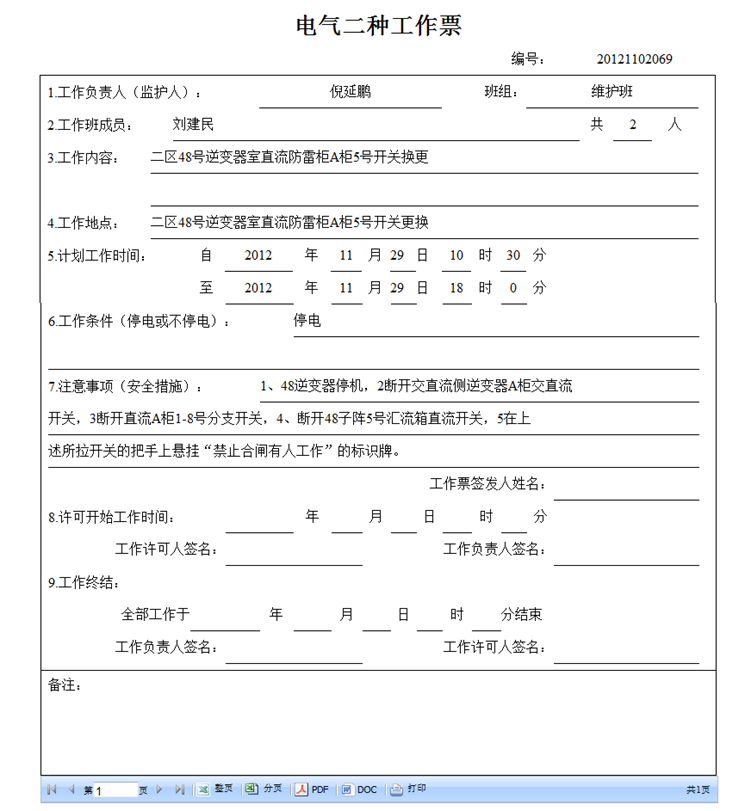 电气二种工作票
编号： 20121102069
1.工作负责人（监护人）： 倪延鹏 班组： 维护班
2.工作班成员： 刘建民 共 2 人
3.工作内容： 二区48号逆变器室直流防雷柜A柜5号开关换更
4.工作地点： 二区48号逆变器室直流防雷柜A柜5号开关更换
5.计划工作时间： 自 2012 年 11 月 29 日 10 时 30 分
至 2012 年 11 月 29 日 18 时 0 分
6.工作条件（停电或不停电）： 停电
7.注意事项（安全措施）： 1、48逆变器停机，2断开交直流侧逆变器A柜交直流
开关，3断开直流A柜1-8号分支开关，4、断开48子阵5号汇流箱直流开关，5在上
述所拉开关的把手上悬挂“禁止合闸有人工作”的标识牌。
工作票签发人姓名：
8.许可开始工作时间： 年 月 日 时 分
工作许可人签名： 工作负责人签名：
9.工作终结：
全部工作于 年 月 日 时 分结束
工作负责人签名： 工作许可人签名：
备注：
第 1 页 整页 分页 PDF DOC 打印 共1页